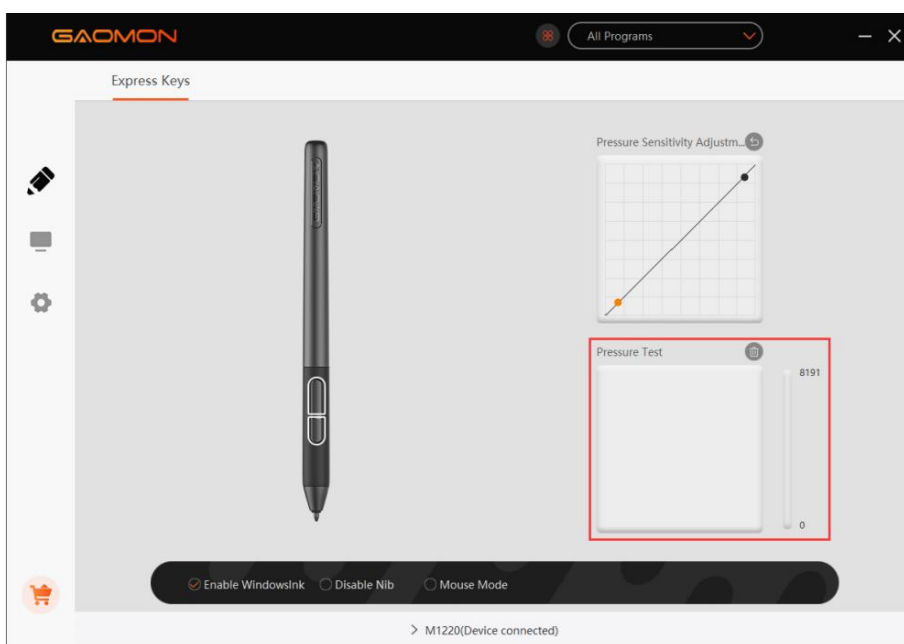 GAOMON
All Programs
Express Keys
GAOMON
Pressure Sensitivity Adjustm...
Pressure Test
8191
0
Enable WindowsInk
Disable Nib
Mouse Mode
M1220(Device connected)